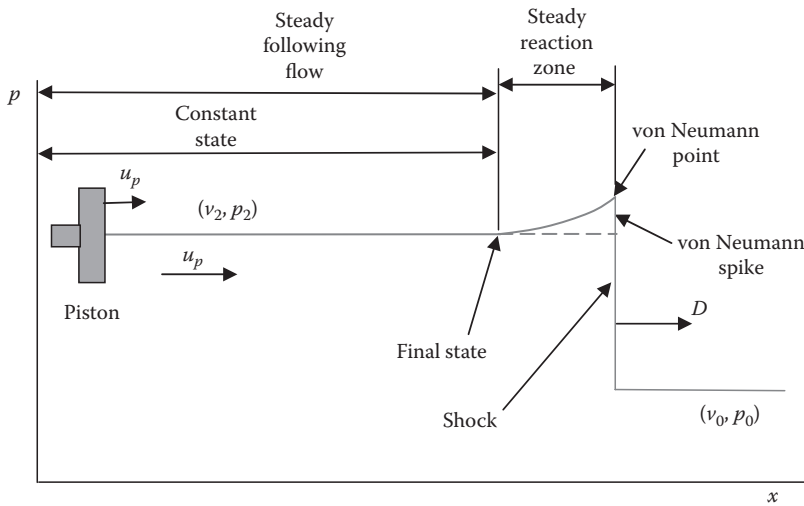 Steady
following
flow
Steady
reaction
zone
p
Constant
state
von Neumann
point
u_p
(v_2, p_2)
u_p
von Neumann
spike
Piston
D
Final state
Shock
(v_0, p_0)
x